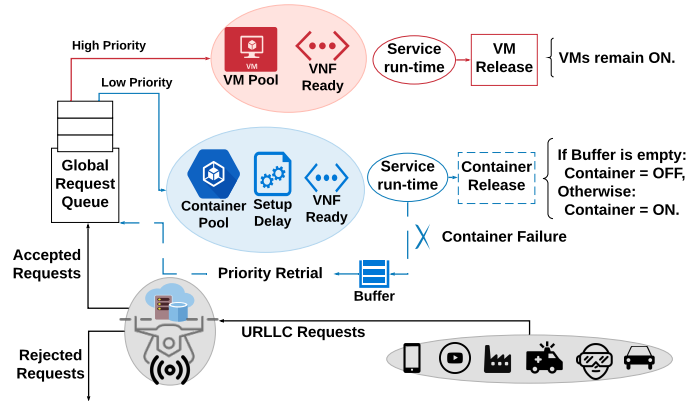 High Priority
Low Priority
VM
VM Pool
VNF
Ready
Service
run-time
VM
Release
VMs remain ON.
Global
Request
Queue
Container
Pool
Setup
Delay
VNF
Ready
Service
run-time
Container
Release
If Buffer is empty:
Container = OFF,
Otherwise:
Container = ON.
Container Failure
Accepted
Requests
Priority Retrial
Buffer
URLLC Requests
Rejected
Requests